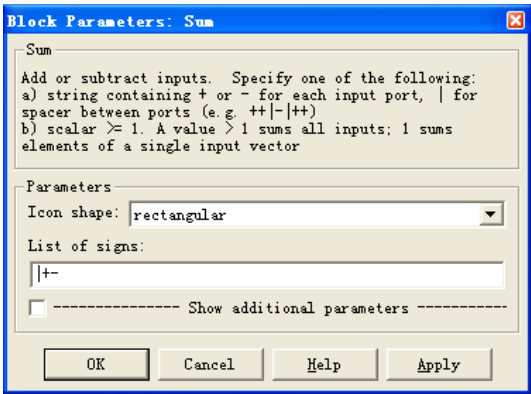 Block Parameters: Sum
Sum
Add or subtract inputs. Specify one of the following:
a) string containing + or - for each input port, | for
spacer between ports (e.g. ++|-|++)
b) scalar >= 1. A value > 1 sums all inputs; 1 sums
elements of a single input vector
Parameters
Icon shape: rectangular
List of signs:
|+-
--------------- Show additional parameters -----------
OK Cancel Help Apply